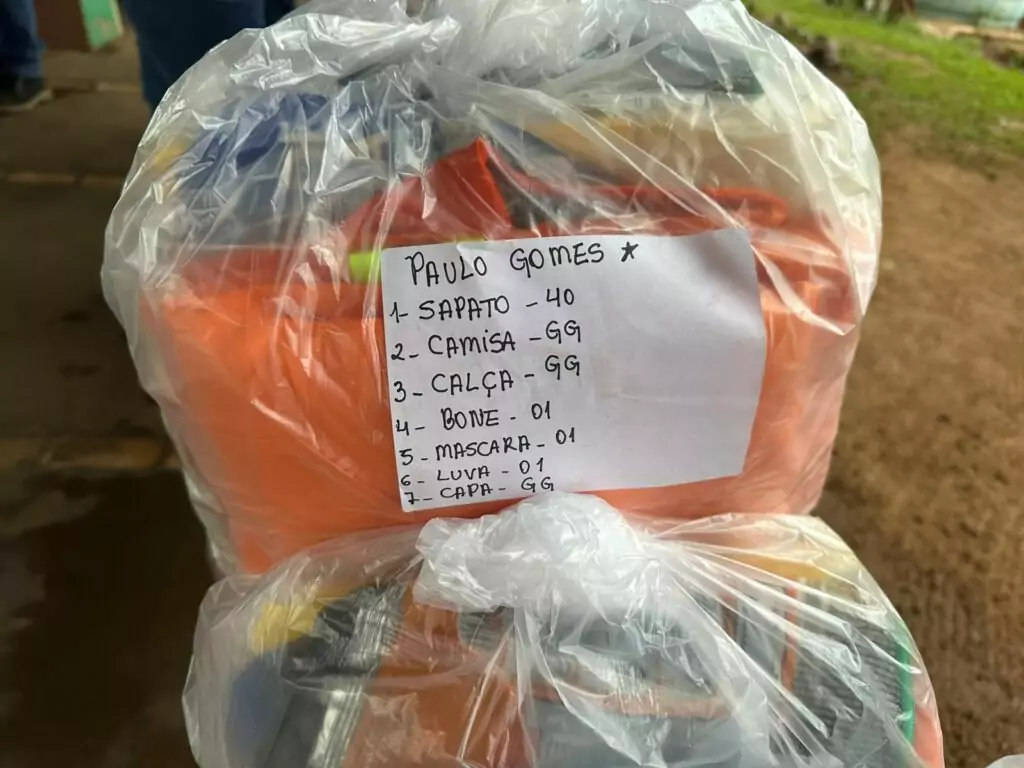 PAULO GOMES ★
1- SAPATO - 40
2- CAMISA - GG
3- CALÇA - GG
4- BONE - 01
5- MASCARA - 01
6- LUVA - 01
7- CAPA - GG